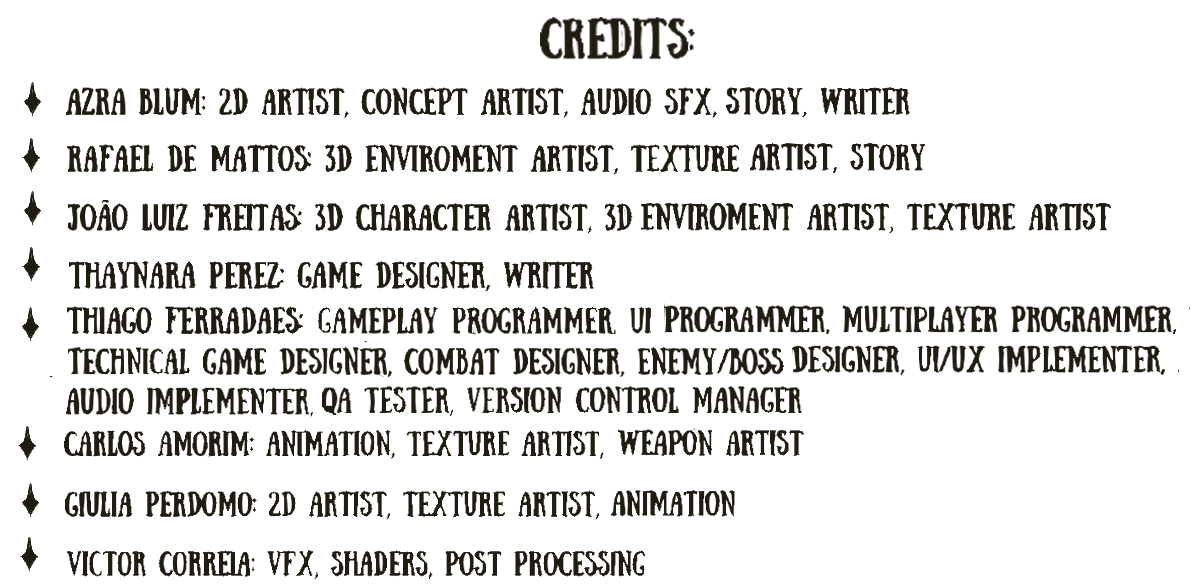 CREDITS:
AZRA BLUM: 2D ARTIST, CONCEPT ARTIST, AUDIO SFX, STORY, WRITER
RAFAEL DE MATTOS: 3D ENVIROMENT ARTIST, TEXTURE ARTIST, STORY
JOÃO LUIZ FREITAS: 3D CHARACTER ARTIST, 3D ENVIROMENT ARTIST, TEXTURE ARTIST
THAYNARA PEREZ: GAME DESIGNER, WRITER
THIAGO FERRADAES: GAMEPLAY PROGRAMMER, UI PROGRAMMER, MULTIPLAYER PROGRAMMER,
TECHNICAL GAME DESIGNER, COMBAT DESIGNER, ENEMY/BOSS DESIGNER, UI/UX IMPLEMENTER,
AUDIO IMPLEMENTER, QA TESTER, VERSION CONTROL MANAGER
CARLOS AMORIM: ANIMATION, TEXTURE ARTIST, WEAPON ARTIST
GIULIA PERDOMO: 2D ARTIST, TEXTURE ARTIST, ANIMATION
VICTOR CORREIA: VFX, SHADERS, POST PROCESSING